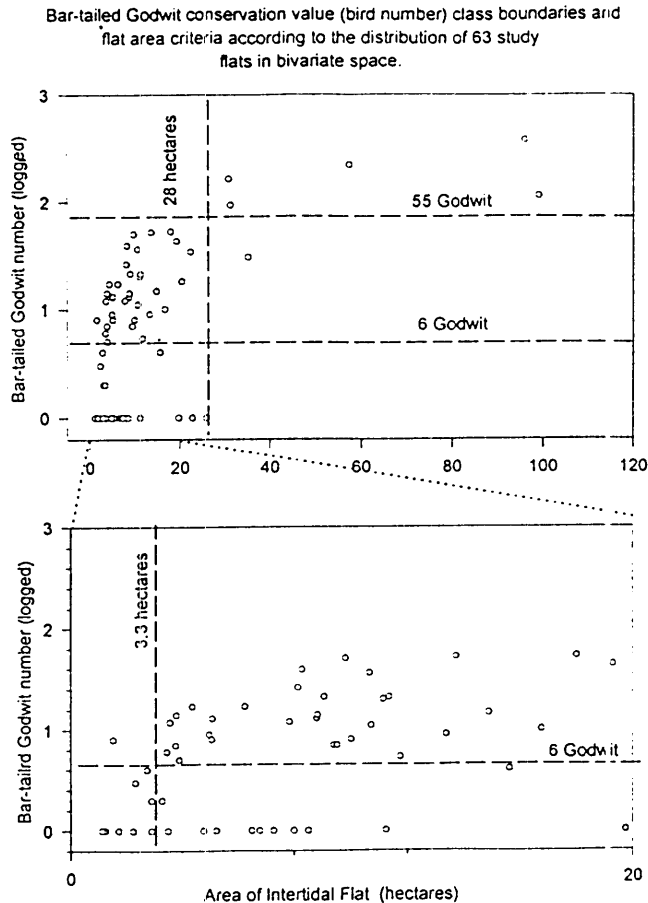 Bar-tailed Godwit conservation value (bird number) class boundaries and
flat area criteria according to the distribution of 63 study
flats in bivariate space.
Bar-tailed Godwit number (logged)
3
2
1
0
28 hectares
55 Godwit
6 Godwit
0 20 40 60 80 100 120
Bar-tailrd Godwit number (logged)
3
2
1
0
3.3 hectares
6 Godwit
0 20
Area of Intertidal Flat (hectares)